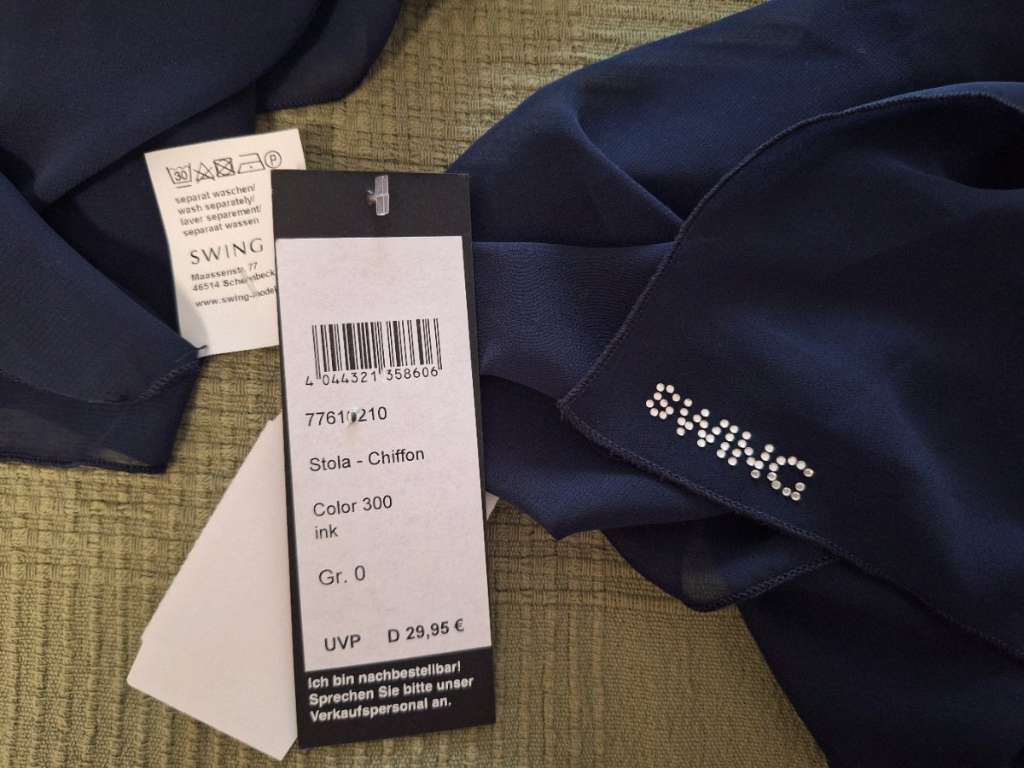 30 P
separat waschen/
wash separately/
laver separement/
separaat wassen
SWING
Maassenstr. 77
46514 Schermbeck
www.swing-model
4 044321 358606
77610210
Stola - Chiffon
Color 300
ink
Gr. 0
UVP D 29,95 €
Ich bin nachbestellbar!
Sprechen Sie bitte unser
Verkaufspersonal an.
SWING